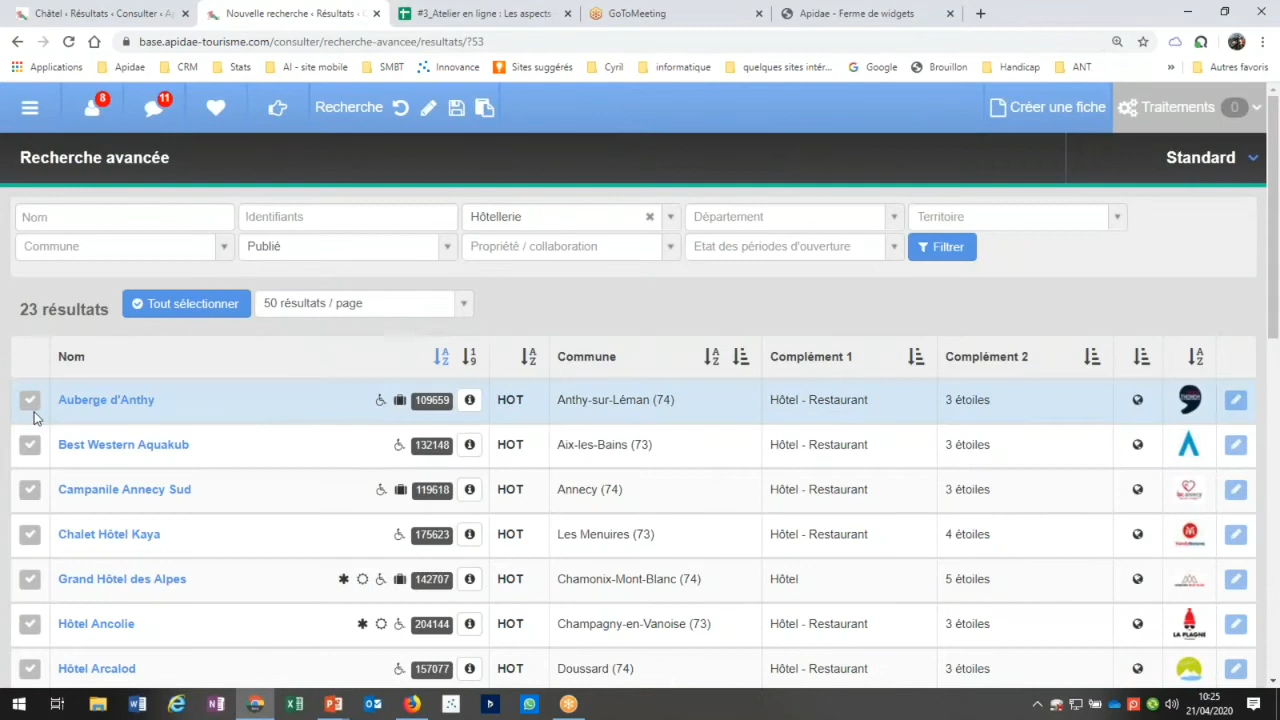 Châtel ‹ Résultats ‹ Consulter ‹ Ap
Nouvelle recherche ‹ Résultats ‹ C
#3_Atelier en ligne : Les aspects
GoToMeeting
Apidae - Ferme de widgets
base.apidae-tourisme.com/consulter/recherche-avancee/resultats/?53
Applications
Apidae
CRM
Stats
AI - site mobile
SMBT
Innovance
Sites suggérés
Cyril
informatique
quelques sites intér...
Google
Brouillon
Handicap
ANT
»
Autres favoris
8
11
Recherche
Créer une fiche
Traitements 0
Recherche avancée
Standard
Nom
Identifiants
Hôtellerie
Département
Territoire
Commune
Publié
Propriété / collaboration
Etat des périodes d'ouverture
Filtrer
23 résultats
Tout sélectionner
50 résultats / page
Nom
Commune
Complément 1
Complément 2
Auberge d'Anthy 109659 HOT Anthy-sur-Léman (74) Hôtel - Restaurant 3 étoiles
Best Western Aquakub 132148 HOT Aix-les-Bains (73) Hôtel - Restaurant 3 étoiles
Campanile Annecy Sud 119618 HOT Annecy (74) Hôtel - Restaurant 3 étoiles
Chalet Hôtel Kaya 175623 HOT Les Menuires (73) Hôtel - Restaurant 4 étoiles
Grand Hôtel des Alpes 142707 HOT Chamonix-Mont-Blanc (74) Hôtel 5 étoiles
Hôtel Ancolie 204144 HOT Champagny-en-Vanoise (73) Hôtel - Restaurant 3 étoiles
LA PLAGNE
Hôtel Arcalod 157077 HOT Doussard (74) Hôtel - Restaurant 3 étoiles
10:25
21/04/2020